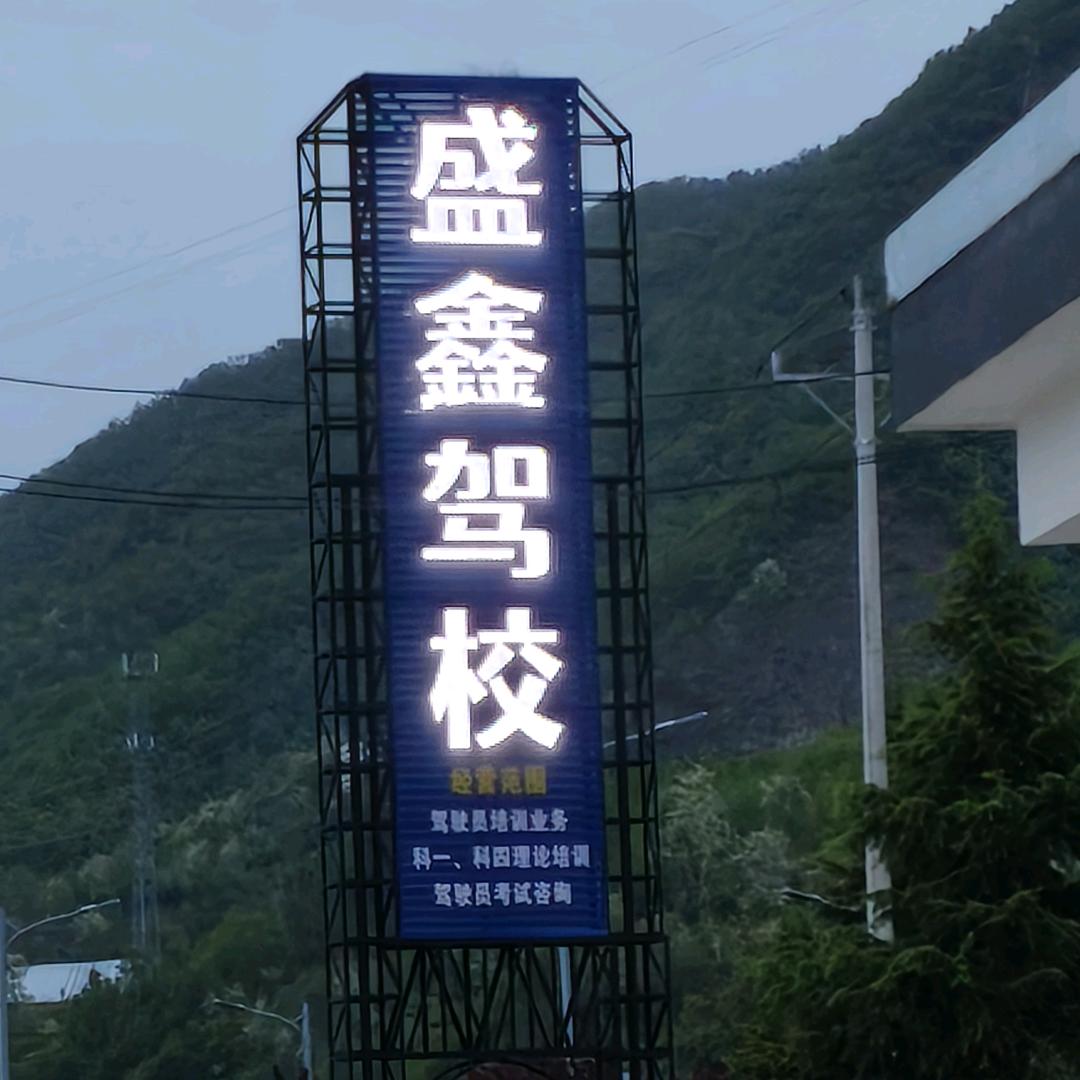 盛鑫驾校
经营范围
驾驶员培训业务
科一、科四理论培训
驾驶员考试咨询